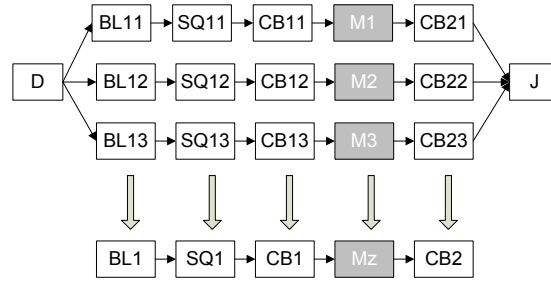 BL11 SQ11 CB11 M1 CB21
D BL12 SQ12 CB12 M2 CB22 J
BL13 SQ13 CB13 M3 CB23
BL1 SQ1 CB1 Mz CB2